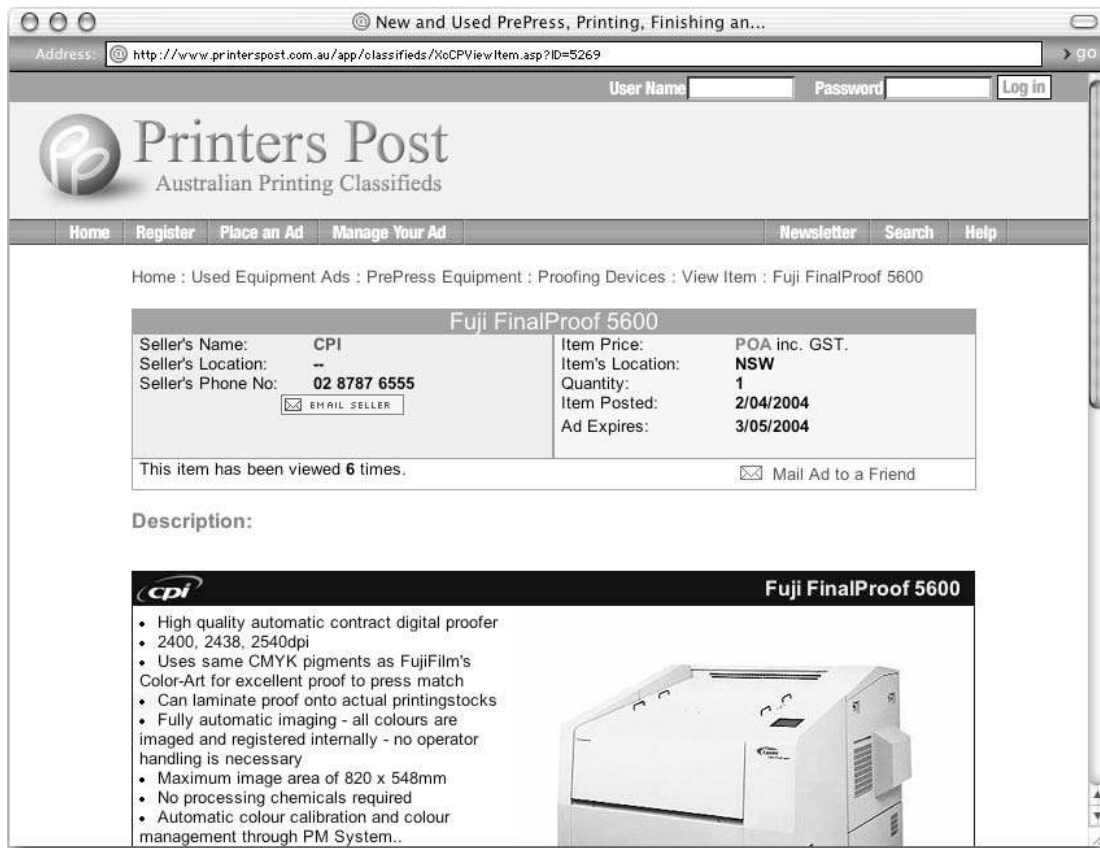 @ New and Used PrePress, Printing, Finishing an...
Address: @ http://www.printerspost.com.au/app/classifieds/XcCPViewItem.asp?ID=5269 go
User Name Password Log in
Printers Post
Australian Printing Classifieds
Home Register Place an Ad Manage Your Ad Newsletter Search Help
Home : Used Equipment Ads : PrePress Equipment : Proofing Devices : View Item : Fuji FinalProof 5600
Fuji FinalProof 5600
Seller's Name: CPI
Seller's Location: --
Seller's Phone No: 02 8787 6555
EMAIL SELLER
Item Price: POA inc. GST.
Item's Location: NSW
Quantity: 1
Item Posted: 2/04/2004
Ad Expires: 3/05/2004
This item has been viewed 6 times.
Mail Ad to a Friend
Description:
cpi Fuji FinalProof 5600
• High quality automatic contract digital proofer
• 2400, 2438, 2540dpi
• Uses same CMYK pigments as FujiFilm's
Color-Art for excellent proof to press match
• Can laminate proof onto actual printingstocks
• Fully automatic imaging - all colours are
imaged and registered internally - no operator
handling is necessary
• Maximum image area of 820 x 548mm
• No processing chemicals required
• Automatic colour calibration and colour
management through PM System..